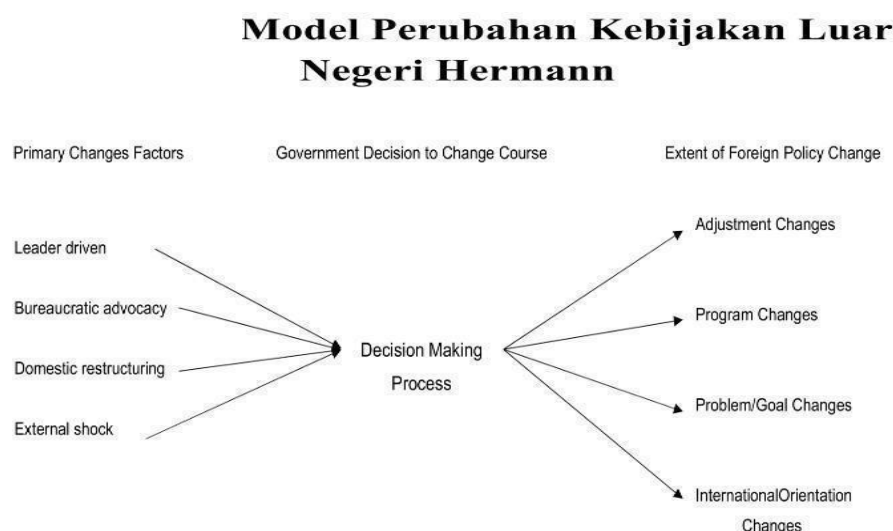 Model Perubahan Kebijakan Luar
Negeri Hermann
Primary Changes Factors
Government Decision to Change Course
Extent of Foreign Policy Change
Leader driven
Bureaucratic advocacy
Domestic restructuring
External shock
Decision Making
Process
Adjustment Changes
Program Changes
Problem/Goal Changes
InternationalOrientation
Changes